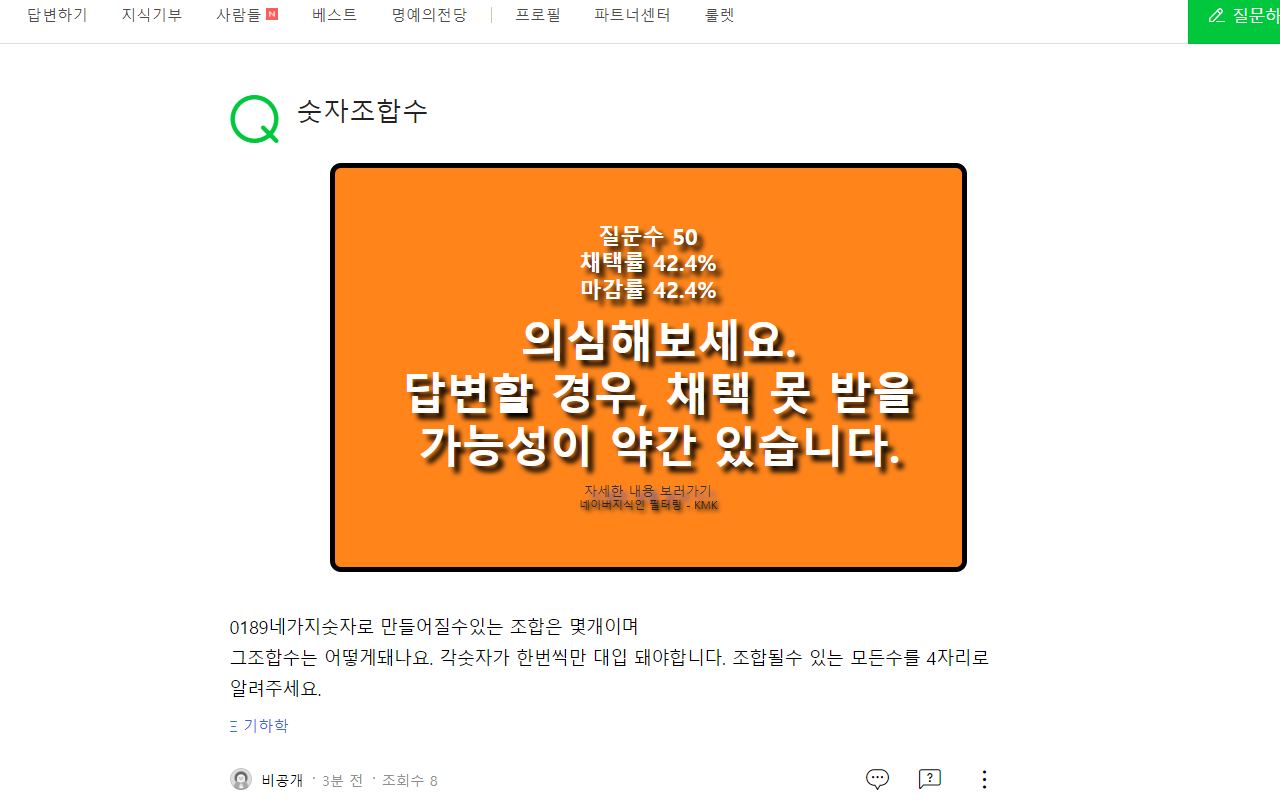 답변하기 지식기부 사람들 N 베스트 명예의전당 프로필 파트너센터 룰렛 질문하
숫자조합수
질문수 50
채택률 42.4%
마감률 42.4%
의심해보세요.
답변할 경우, 채택 못 받을
가능성이 약간 있습니다.
자세한 내용 보러가기
네이버지식인 필터링 - KMK
0189네가지숫자로 만들어질수있는 조합은 몇개이며
그조합수는 어떻게돼나요. 각숫자가 한번씩만 대입 돼야합니다. 조합될수 있는 모든수를 4자리로
알려주세요.
기하학
비공개 · 3분 전 · 조회수 8